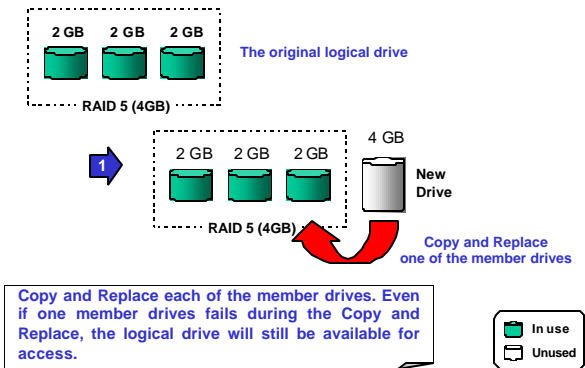 2 GB 2 GB 2 GB
The original logical drive
RAID 5 (4GB)
1
2 GB 2 GB 2 GB
4 GB
New
Drive
RAID 5 (4GB)
Copy and Replace
one of the member drives
Copy and Replace each of the member drives. Even
if one member drives fails during the Copy and
Replace, the logical drive will still be available for
access.
In use
Unused